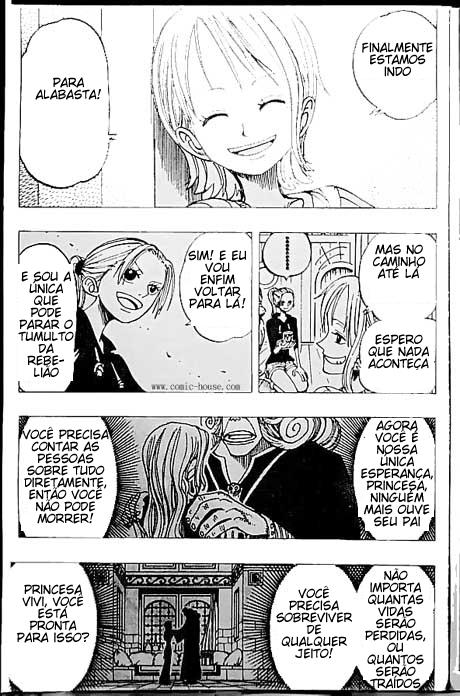 FINALMENTE
ESTAMOS
INDO
PARA
ALABASTA!
MAS NO
CAMINHO
ATÉ LÁ
ESPERO
QUE NADA
ACONTEÇA
SIM! E EU
VOU
ENFIM
VOLTAR
PARA LÁ!
E SOU A
ÚNICA
QUE
PODE
PARAR O
TUMULTO
DA
REBE-
LIÃO
www.comic-house.com
AGORA
VOCÊ É
NOSSA
ÚNICA
ESPERANÇA,
PRINCESA,
NINGUÉM
MAIS OUVE
SEU PAI
VOCÊ PRECISA
CONTAR AS
PESSOAS
SOBRE TUDO
DIRETAMENTE,
ENTÃO VOCÊ
NÃO PODE
MORRER!
NÃO
IMPORTA
QUANTAS
VIDAS
SERÃO
PERDIDAS,
OU
QUANTOS
SERÃO
TRAÍDOS
VOCÊ
PRECISA
SOBREVIVER
DE
QUALQUER
JEITO!
PRINCESA
VIVI, VOCÊ
ESTÁ
PRONTA
PARA ISSO?